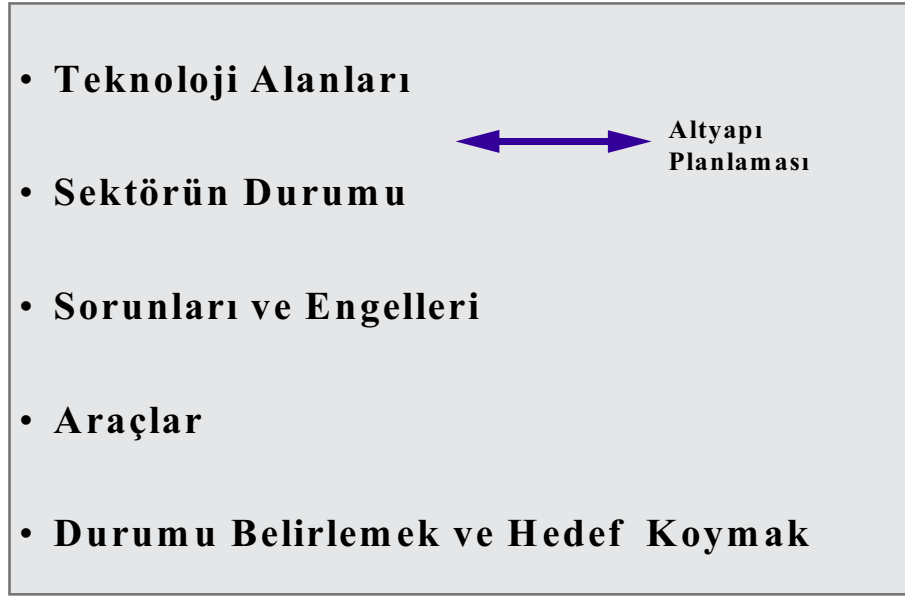 • Teknoloji Alanları
Altyapı
Planlaması
• Sektörün Durumu
• Sorunları ve Engelleri
• Araçlar
• Durumu Belirlemek ve Hedef Koymak